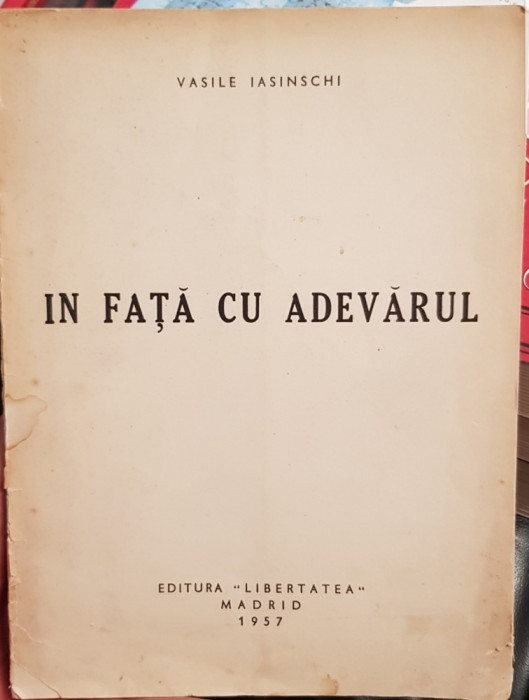 VASILE IASINSCHI
IN FAȚĂ CU ADEVĂRUL
EDITURA "LIBERTATEA"
MADRID
1957